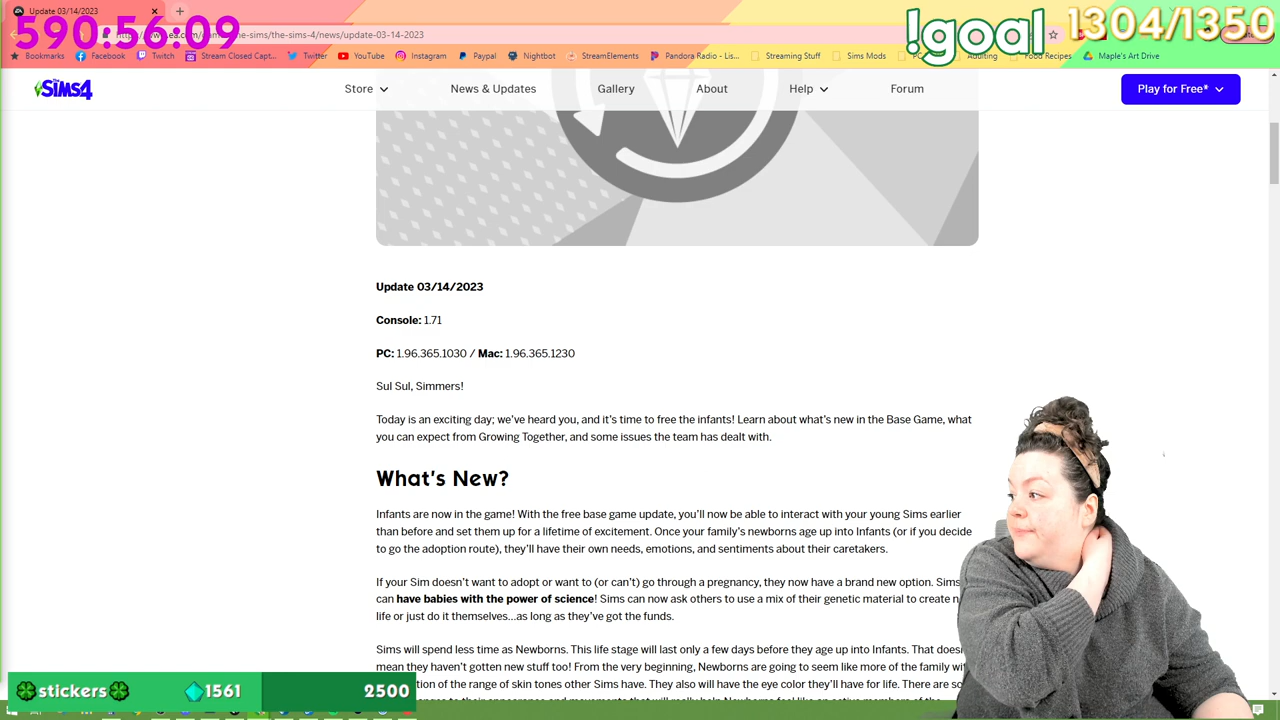 Update 03/14/2023
590:56:09
the-sims/the-sims-4/news/update-03-14-2023
!goal 1304/1350
Bookmarks Facebook Twitch Stream Closed Capt... Twitter YouTube Instagram Paypal Nightbot StreamElements Pandora Radio - Lis... Streaming Stuff Sims Mods Auditing Food Recipes Maple's Art Drive
The SIMS4 Store News & Updates Gallery About Help Forum Play for Free*
Update 03/14/2023
Console: 1.71
PC: 1.96.365.1030 / Mac: 1.96.365.1230
Sul Sul, Simmers!
Today is an exciting day; we've heard you, and it's time to free the infants! Learn about what's new in the Base Game, what
you can expect from Growing Together, and some issues the team has dealt with.
What's New?
Infants are now in the game! With the free base game update, you'll now be able to interact with your young Sims earlier
than before and set them up for a lifetime of excitement. Once your family's newborns age up into Infants (or if you decide
to go the adoption route), they'll have their own needs, emotions, and sentiments about their caretakers.
If your Sim doesn't want to adopt or want to (or can't) go through a pregnancy, they now have a brand new option. Sims
can have babies with the power of science! Sims can now ask others to use a mix of their genetic material to create
life or just do it themselves...as long as they've got the funds.
Sims will spend less time as Newborns. This life stage will last only a few days before they age up into Infants. That
mean they haven't gotten new stuff too! From the very beginning, Newborns are going to seem like more of the family
of the range of skin tones other Sims have. They also will have the eye color they'll have for life. There are
stickers 1561 2500